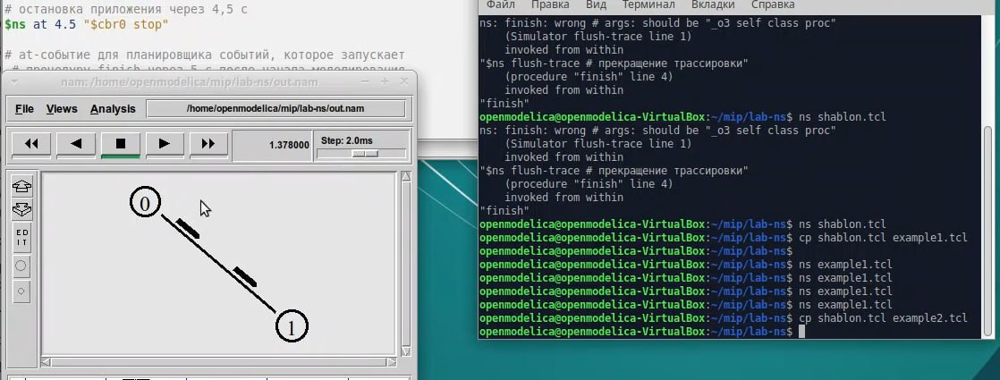 # остановка приложения через 4,5 с
$ns at 4.5 "$cbr0 stop"
# at-событие для планировщика событий, которое запускает
# процедуру finish через 5 с после начала моделирования
nam:/home/openmodelica/mip/lab-ns/out.nam
File Views Analysis /home/openmodelica/mip/lab-ns/out.nam
1.378000 Step: 2.0ms
E D
I T
0
1
Файл Правка Вид Терминал Вкладки Справка
ns: finish: wrong # args: should be "_o3 self class proc"
(Simulator flush-trace line 1)
invoked from within
"$ns flush-trace # прекращение трассировки"
(procedure "finish" line 4)
invoked from within
"finish"
openmodelica@openmodelica-VirtualBox:~/mip/lab-ns$ ns shablon.tcl
ns: finish: wrong # args: should be "_o3 self class proc"
(Simulator flush-trace line 1)
invoked from within
"$ns flush-trace # прекращение трассировки"
(procedure "finish" line 4)
invoked from within
"finish"
openmodelica@openmodelica-VirtualBox:~/mip/lab-ns$ ns shablon.tcl
openmodelica@openmodelica-VirtualBox:~/mip/lab-ns$ cp shablon.tcl example1.tcl
openmodelica@openmodelica-VirtualBox:~/mip/lab-ns$
openmodelica@openmodelica-VirtualBox:~/mip/lab-ns$ ns example1.tcl
openmodelica@openmodelica-VirtualBox:~/mip/lab-ns$ ns example1.tcl
openmodelica@openmodelica-VirtualBox:~/mip/lab-ns$ ns example1.tcl
openmodelica@openmodelica-VirtualBox:~/mip/lab-ns$ ns example1.tcl
openmodelica@openmodelica-VirtualBox:~/mip/lab-ns$ cp shablon.tcl example2.tcl
openmodelica@openmodelica-VirtualBox:~/mip/lab-ns$